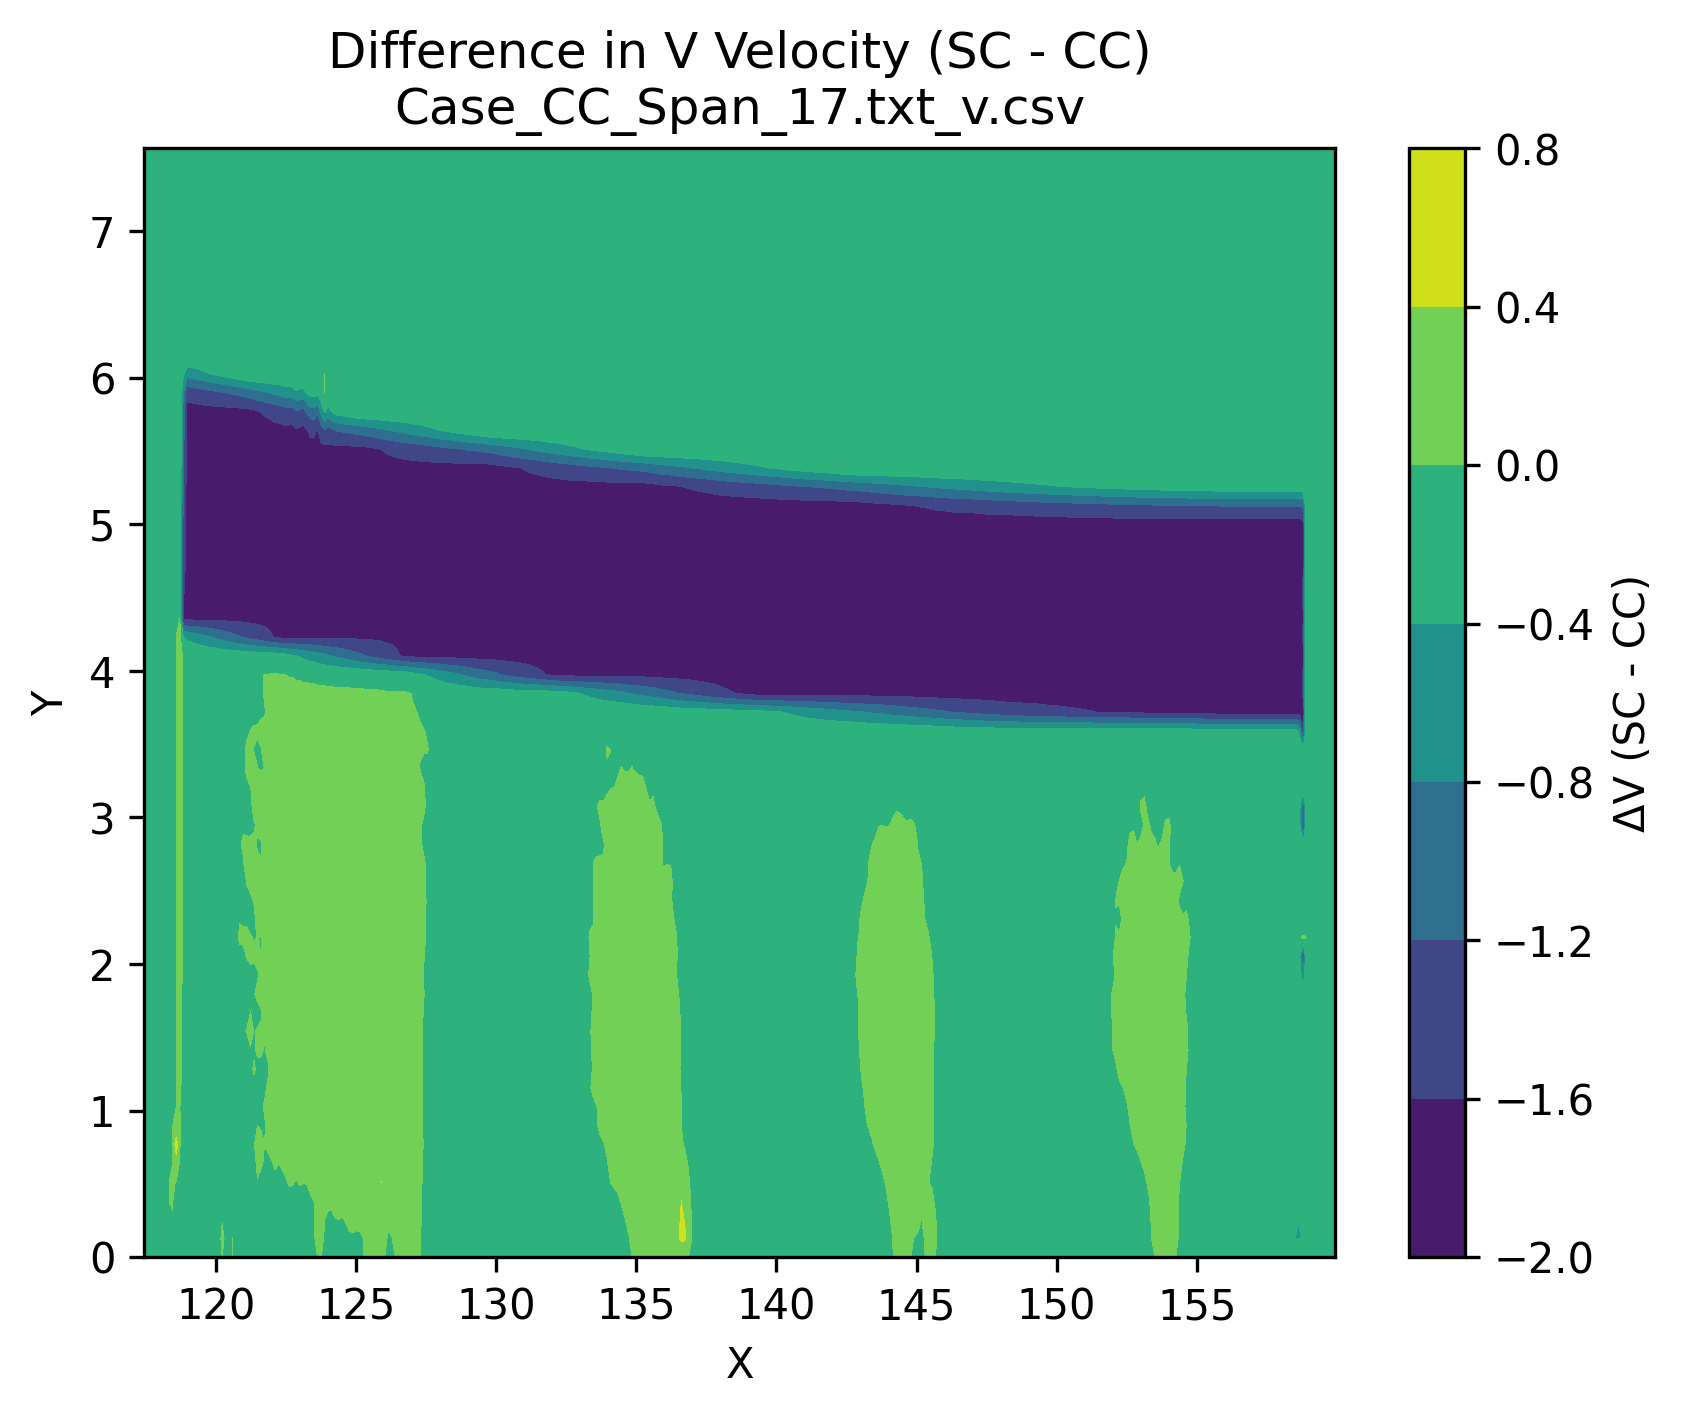 Difference in V Velocity (SC - CC)
Case_CC_Span_17.txt_v.csv
7
6
5
4
3
2
1
0
Y
120 125 130 135 140 145 150 155
X
0.8
0.4
0.0
−0.4
−0.8
−1.2
−1.6
−2.0
ΔV (SC - CC)